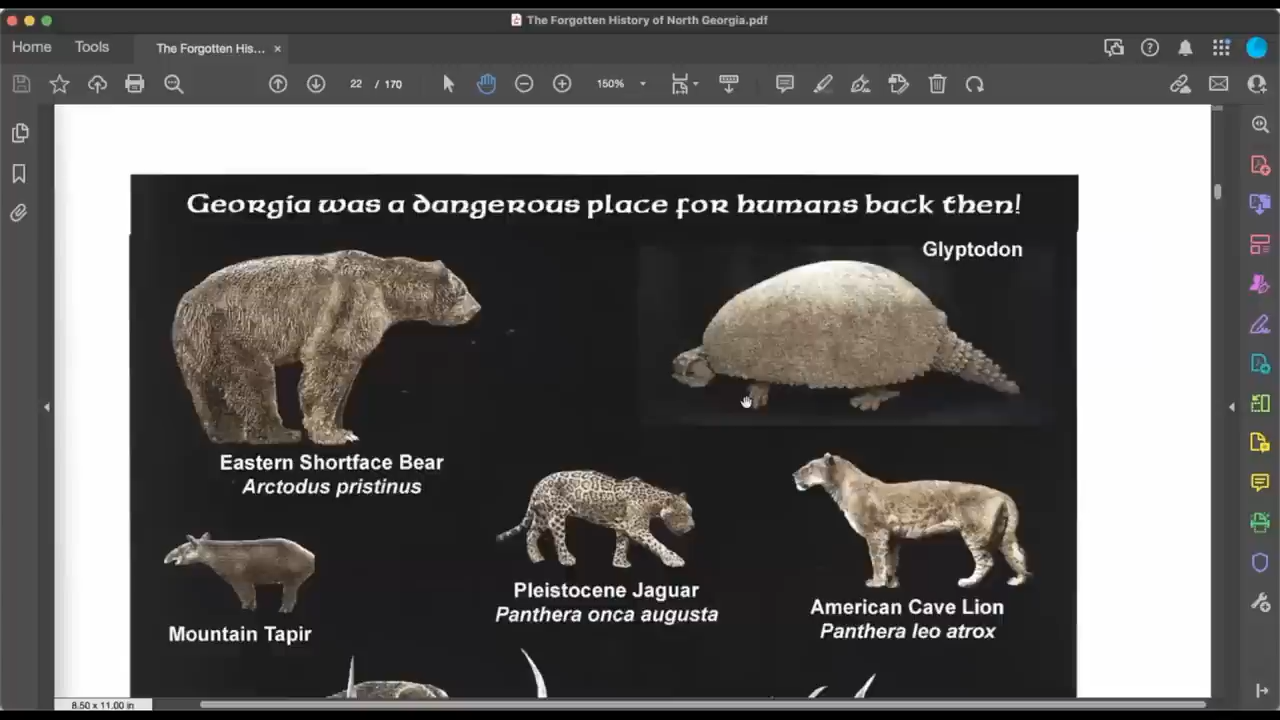 The Forgotten History of North Georgia.pdf
Home
Tools
The Forgotten His...
22 / 170
150%
Georgia was a dangerous place for humans back then!
Glyptodon
Eastern Shortface Bear
Arctodus pristinus
Pleistocene Jaguar
Panthera onca augusta
American Cave Lion
Panthera leo atrox
Mountain Tapir
8.50 x 11.00 in